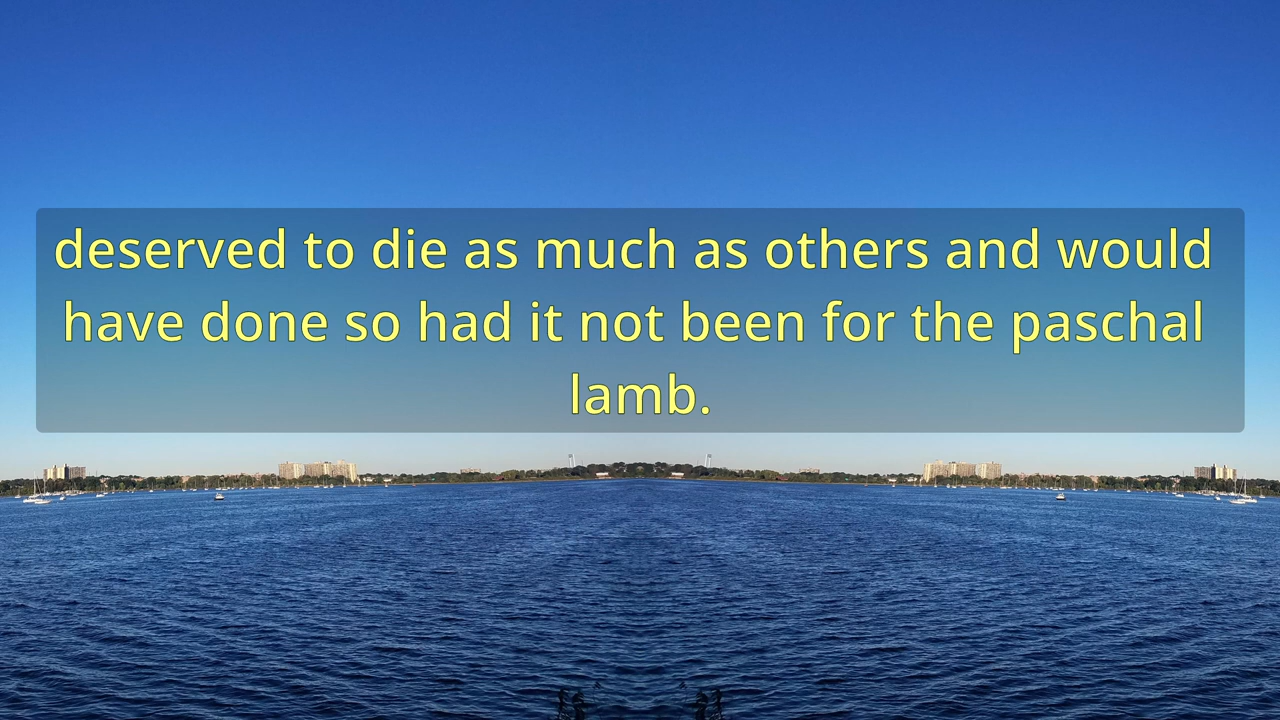 deserved to die as much as others and would
have done so had it not been for the paschal
lamb.